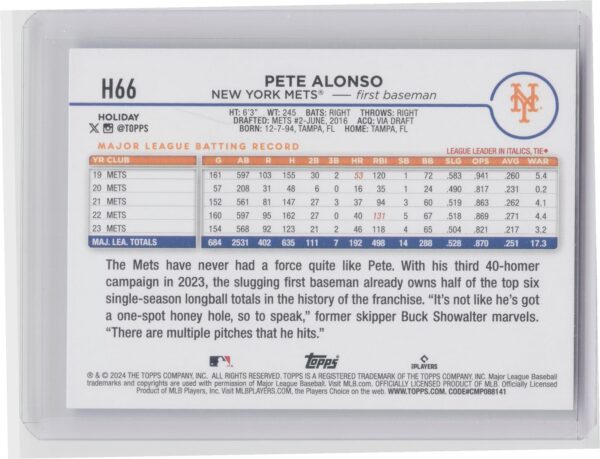 H66
PETE ALONSO
NEW YORK METS® — first baseman
HOLIDAY
@TOPPS
HT: 6'3" WT: 245 BATS: RIGHT THROWS: RIGHT
DRAFTED: METS #2-JUNE, 2016 ACQ: VIA DRAFT
BORN: 12-7-94, TAMPA, FL HOME: TAMPA, FL
NY
MAJOR LEAGUE BATTING RECORD
LEAGUE LEADER IN ITALICS, TIE♦
YR CLUB G AB R H 2B 3B HR RBI SB BB SLG OPS AVG WAR
19 METS 161 597 103 155 30 2 53 120 1 72 .583 .941 .260 5.4
20 METS 57 208 31 48 6 0 16 35 1 24 .490 .817 .231 0.2
21 METS 152 561 81 147 27 3 37 94 3 60 .519 .863 .262 4.1
22 METS 160 597 95 162 27 0 40 131 5 67 .518 .869 .271 4.4
23 METS 154 568 92 123 21 2 46 118 4 65 .504 .821 .217 3.2
MAJ. LEA. TOTALS 684 2531 402 635 111 7 192 498 14 288 .528 .870 .251 17.3
The Mets have never had a force quite like Pete. With his third 40-homer
campaign in 2023, the slugging first baseman already owns half of the top six
single-season longball totals in the history of the franchise. “It's not like he's got
a one-spot honey hole, so to speak,” former skipper Buck Showalter marvels.
“There are multiple pitches that he hits.”
Topps
PLAYERS
® & © 2024 THE TOPPS COMPANY, INC. ALL RIGHTS RESERVED. TOPPS IS A REGISTERED TRADEMARK OF THE TOPPS COMPANY, INC. Major League Baseball
trademarks and copyrights are used with permission of Major League Baseball. Visit MLB.com. OFFICIALLY LICENSED PRODUCT OF MLB. Officially Licensed
Product of MLB Players, Inc. Visit MLBPLAYERS.com, the Players Choice on the web. WWW.TOPPS.COM. CODE#CMP088141